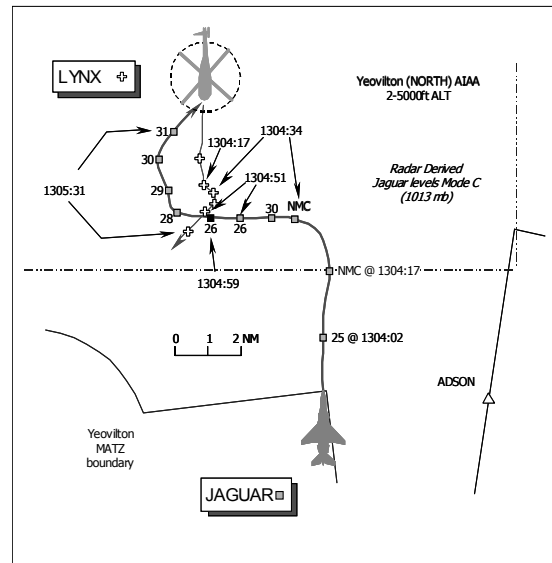 LYNX
Yeovilton (NORTH) AIAA
2-5000ft ALT
31
1304:17
1304:34
30
Radar Derived
Jaguar levels Mode C
(1013 mb)
1304:51
1305:31
29
28
26
26
30
NMC
1304:59
NMC @ 1304:17
0 1 2 NM
25 @ 1304:02
ADSON
Yeovilton
MATZ
boundary
JAGUAR